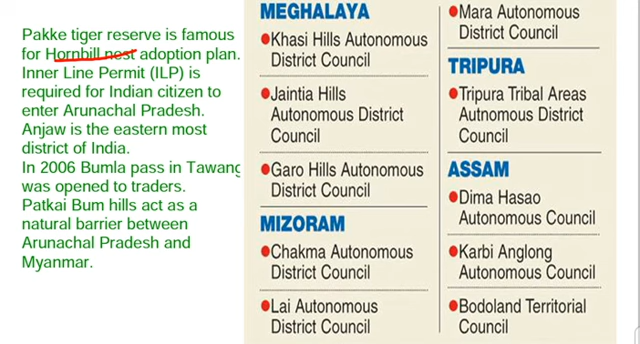 Pakke tiger reserve is famous
for Hornbill nest adoption plan.
Inner Line Permit (ILP) is
required for Indian citizen to
enter Arunachal Pradesh.
Anjaw is the eastern most
district of India.
In 2006 Bumla pass in Tawang
was opened to traders.
Patkai Bum hills act as a
natural barrier between
Arunachal Pradesh and
Myanmar.
MEGHALAYA
Khasi Hills Autonomous
District Council
Jaintia Hills
Autonomous District
Council
Garo Hills Autonomous
District Council
MIZORAM
Chakma Autonomous
District Council
Lai Autonomous
District Council
Mara Autonomous
District Council
TRIPURA
Tripura Tribal Areas
Autnomous District
Council
ASSAM
Dima Hasao
Autonomous Council
Karbi Anglong
Autonomous Council
Bodoland Territorial
Council